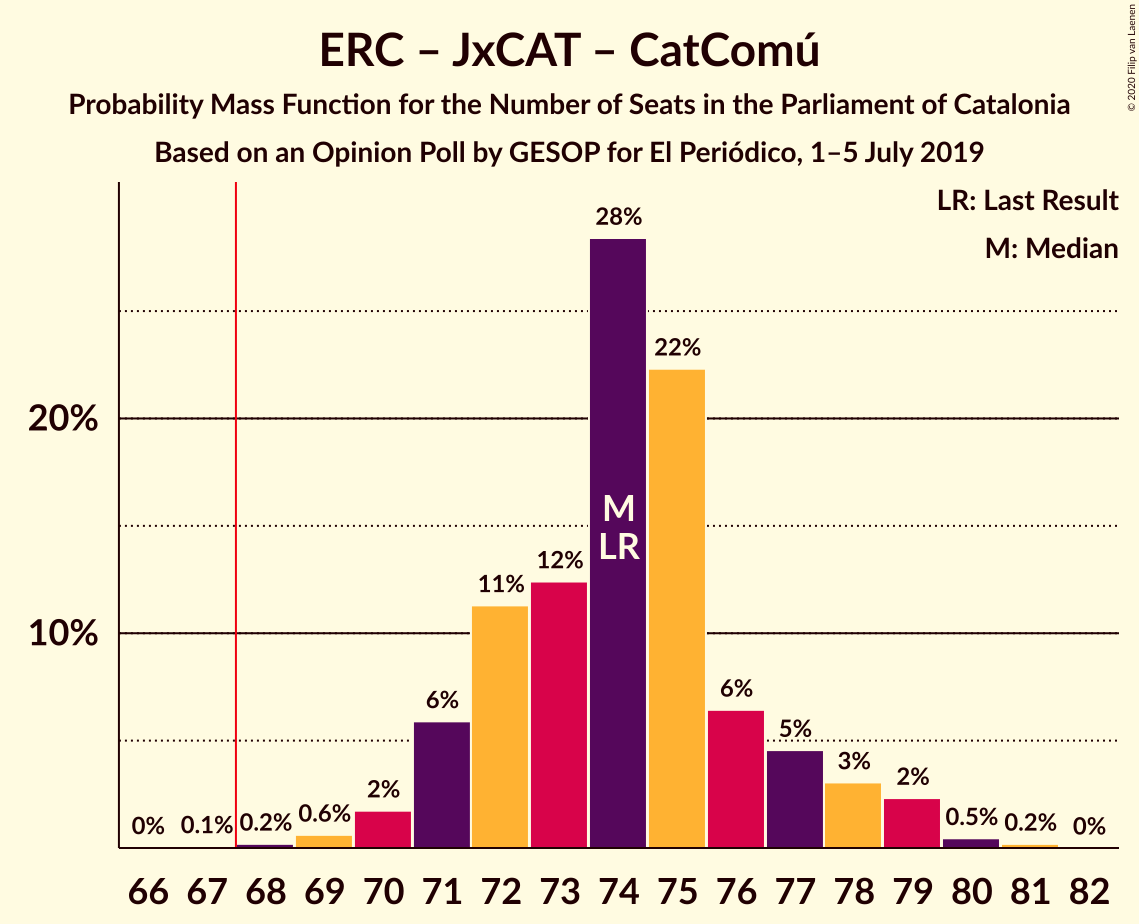 ERC – JxCAT – CatComú
Probability Mass Function for the Number of Seats in the Parliament of Catalonia
Based on an Opinion Poll by GESOP for El Periódico, 1–5 July 2019
© 2020 Filip van Laenen
LR: Last Result
M: Median
20%
10%
0%
0.1%
0.2%
0.6%
2%
6%
11%
12%
28%
22%
6%
5%
3%
2%
0.5%
0.2%
0%
M
LR
66 67 68 69 70 71 72 73 74 75 76 77 78 79 80 81 82